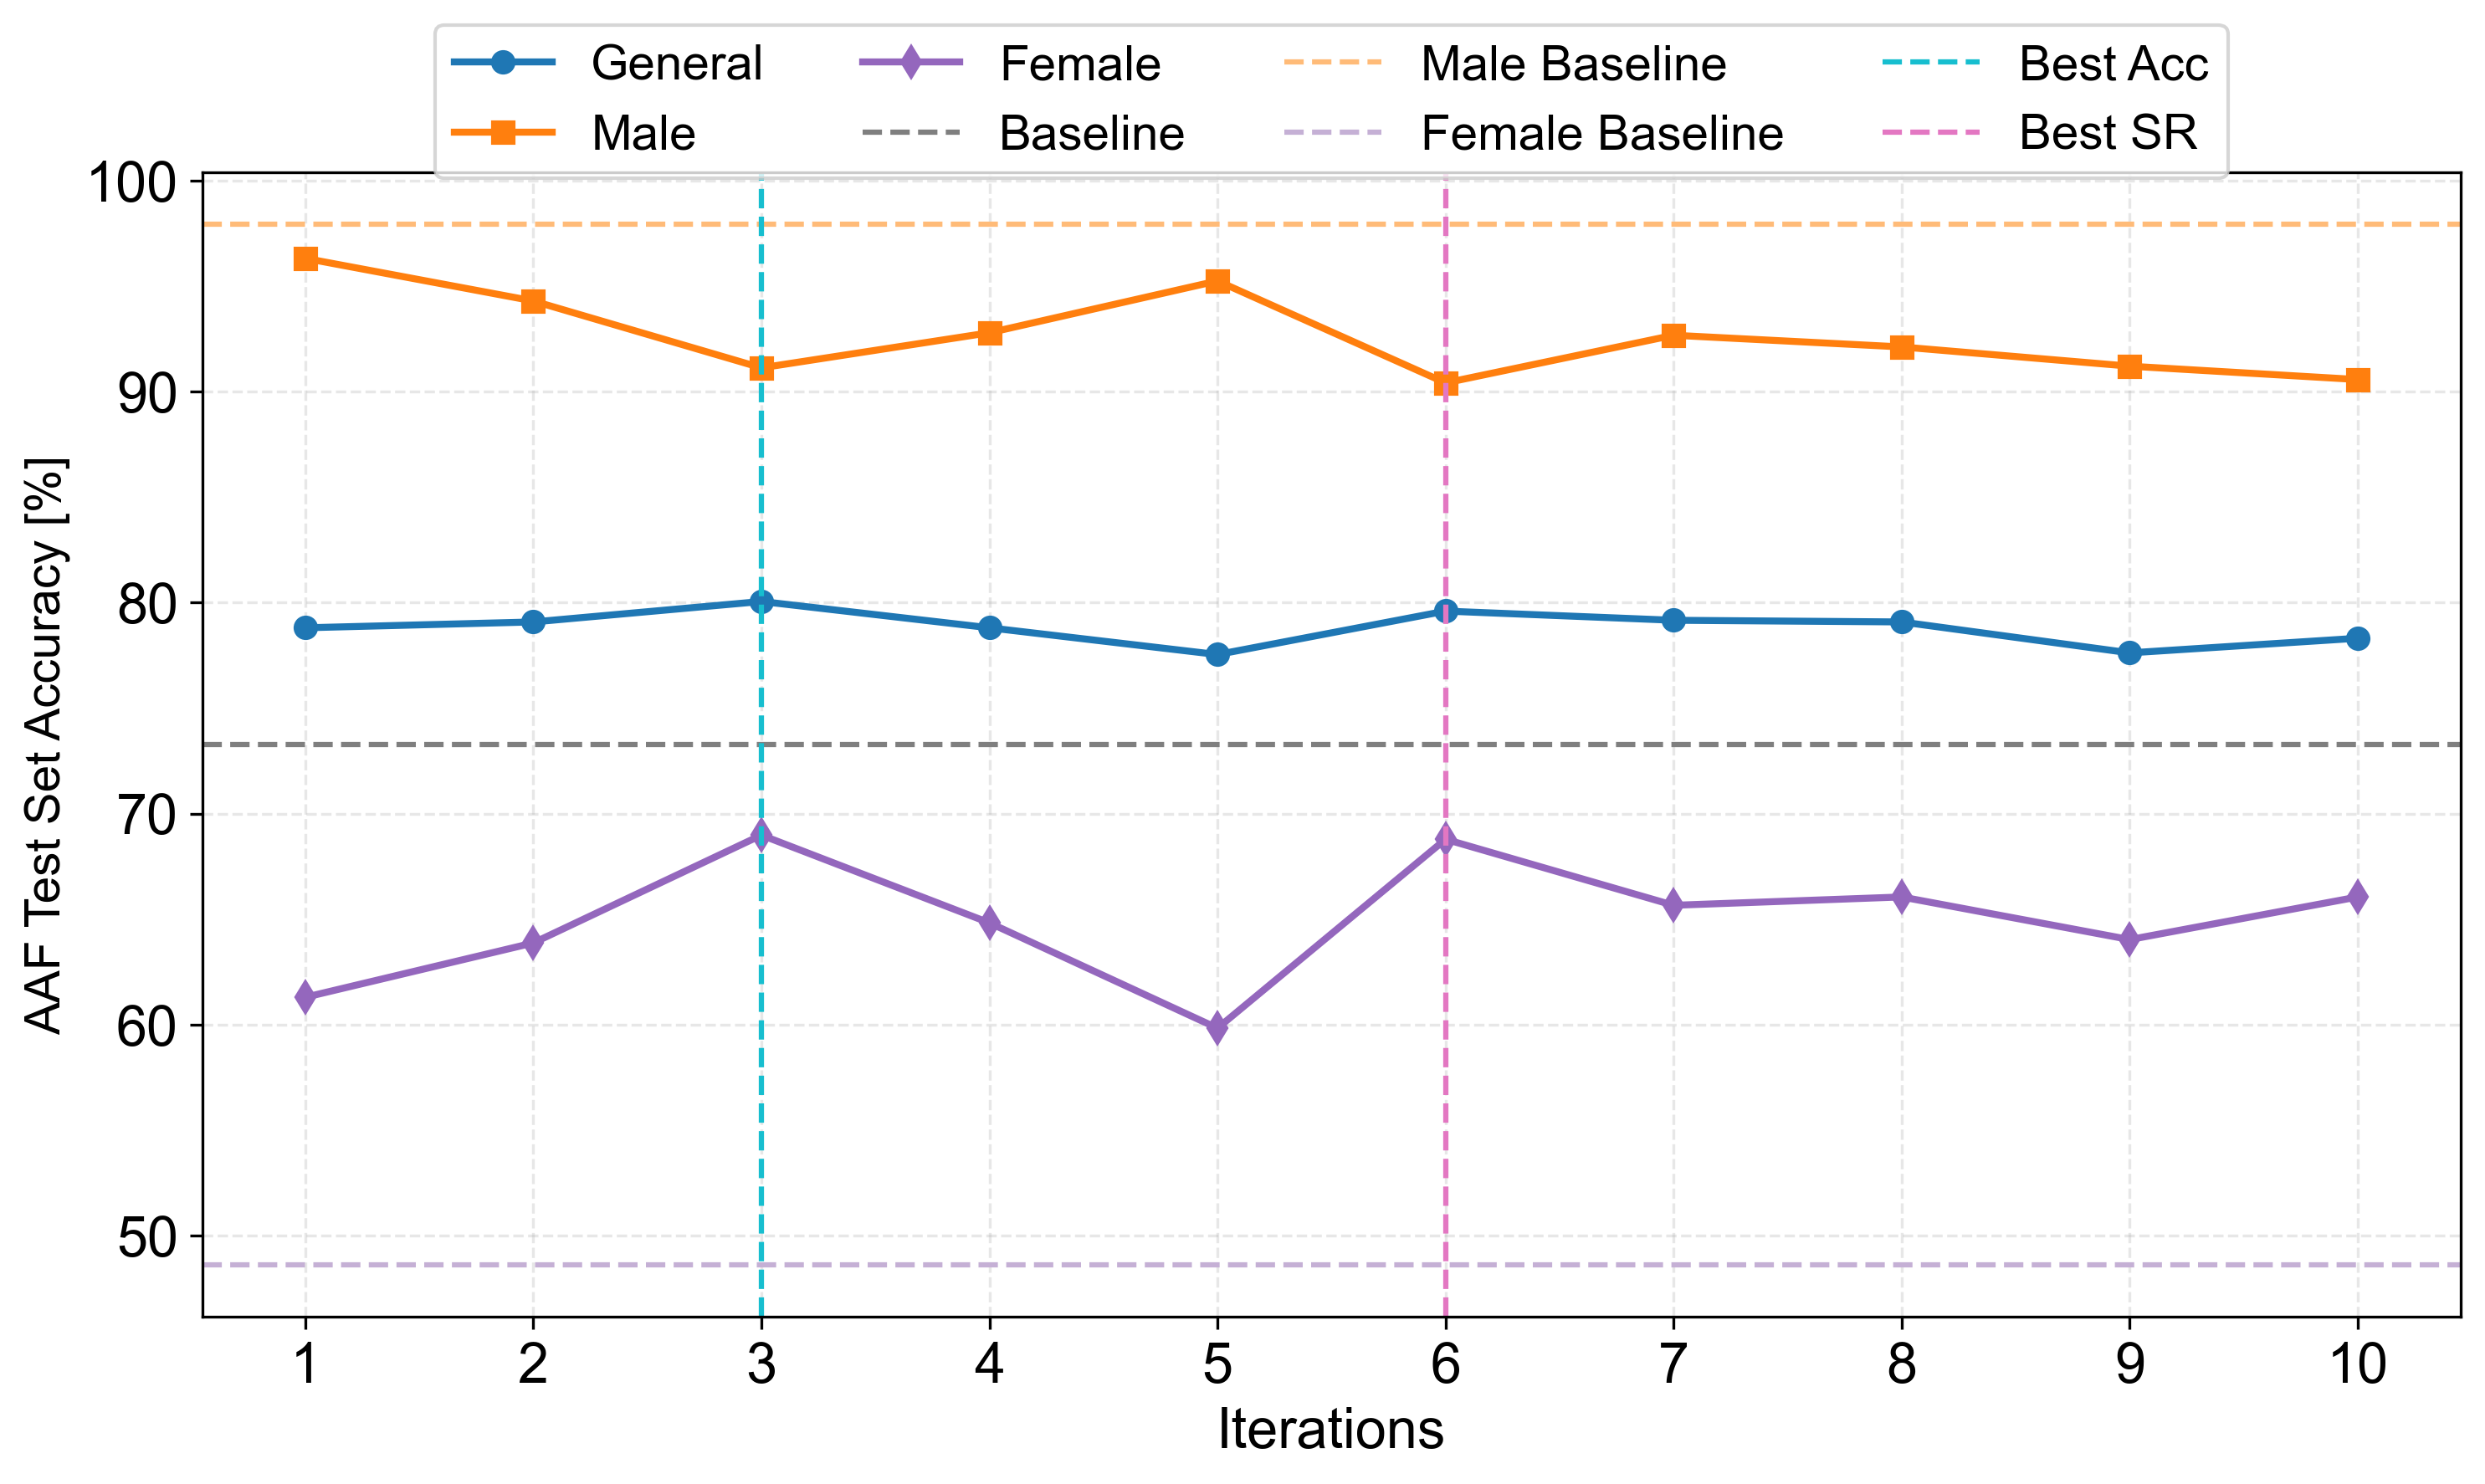 General
Male
Female
Baseline
Male Baseline
Female Baseline
Best Acc
Best SR
AAF Test Set Accuracy [%]
100
90
80
70
60
50
1 2 3 4 5 6 7 8 9 10
Iterations